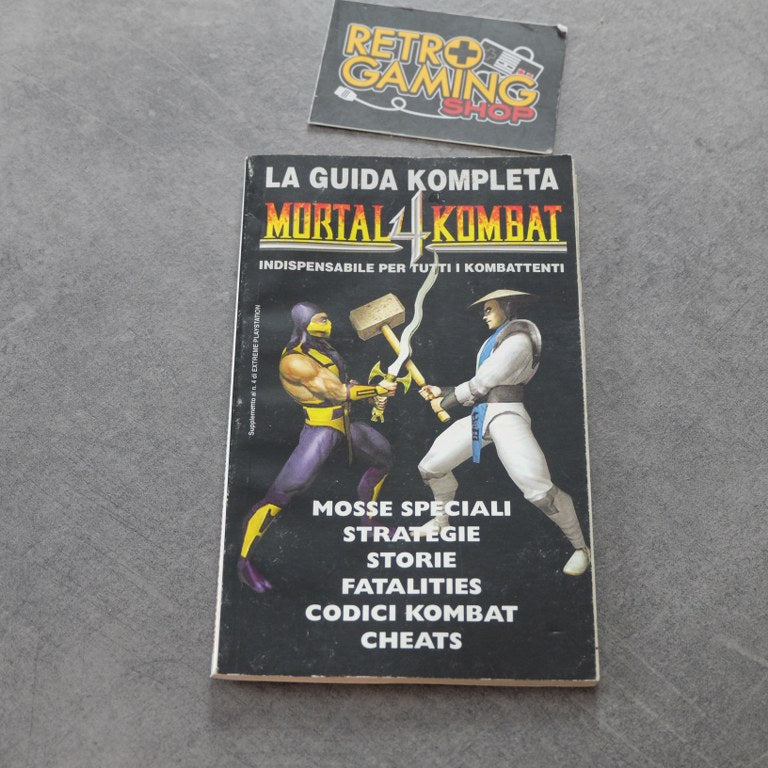 RETRO
GAMING
SHOP
LA GUIDA KOMPLETA
MORTAL 4 KOMBAT
INDISPENSABILE PER TUTTI I KOMBATTENTI
Supplemento al n. 4 di EXTREME PLAYSTATION
MOSSE SPECIALI
STRATEGIE
STORIE
FATALITIES
CODICI KOMBAT
CHEATS